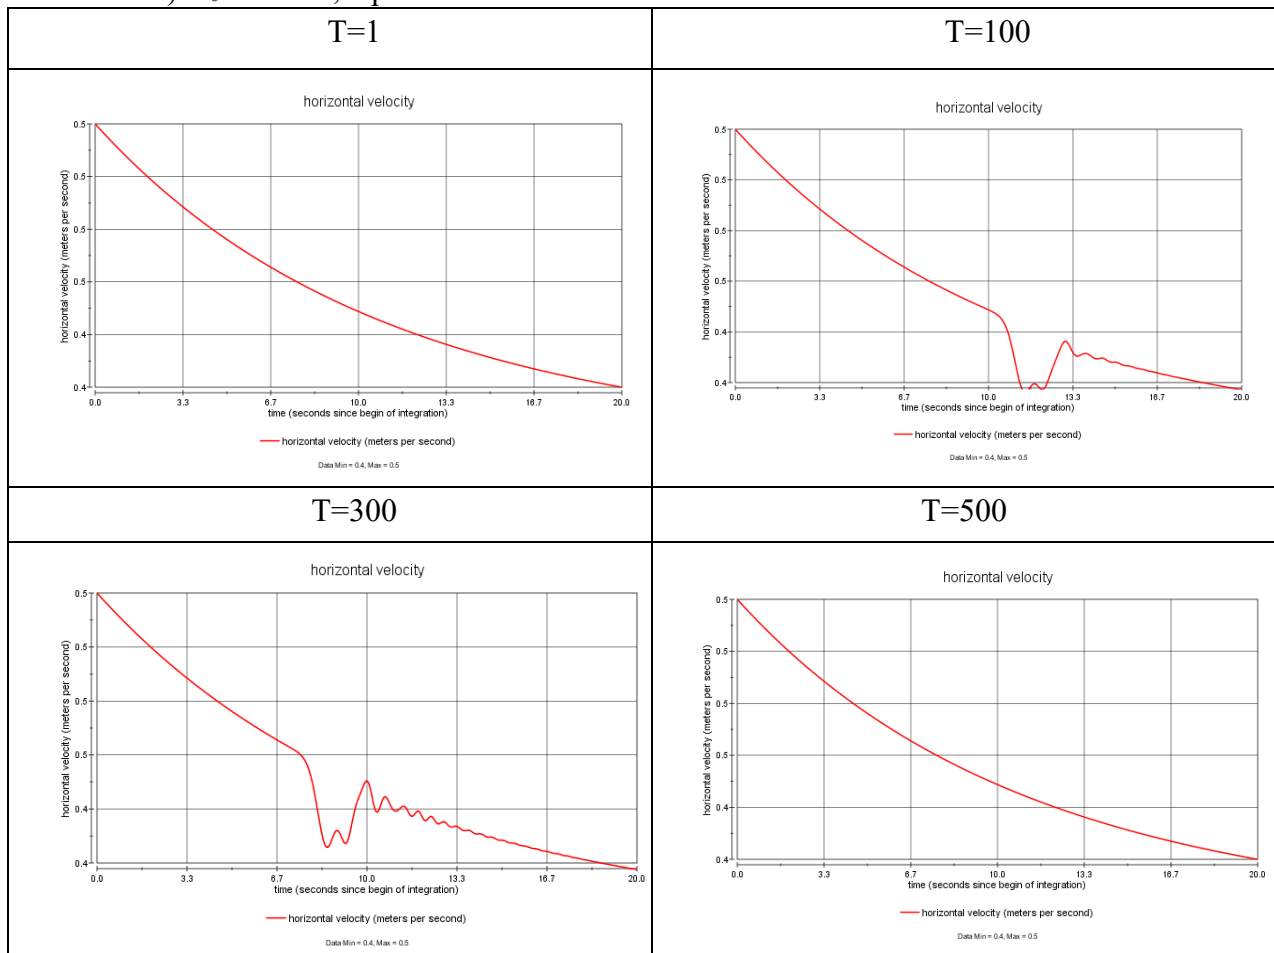 T=1
T=100
horizontal velocity
0.5
0.5
0.5
0.5
0.4
0.4
horizontal velocity (meters per second)
0.0 3.3 6.7 10.0 13.3 16.7 20.0
time (seconds since begin of integration)
horizontal velocity (meters per second)
Data Min = 0.4, Max = 0.5
horizontal velocity
0.5
0.5
0.5
0.5
0.4
0.4
horizontal velocity (meters per second)
0.0 3.3 6.7 10.0 13.3 16.7 20.0
time (seconds since begin of integration)
horizontal velocity (meters per second)
Data Min = 0.4, Max = 0.5
T=300
T=500
horizontal velocity
0.5
0.5
0.5
0.5
0.4
0.4
horizontal velocity (meters per second)
0.0 3.3 6.7 10.0 13.3 16.7 20.0
time (seconds since begin of integration)
horizontal velocity (meters per second)
Data Min = 0.4, Max = 0.5
horizontal velocity
0.5
0.5
0.5
0.5
0.4
0.4
horizontal velocity (meters per second)
0.0 3.3 6.7 10.0 13.3 16.7 20.0
time (seconds since begin of integration)
horizontal velocity (meters per second)
Data Min = 0.4, Max = 0.5